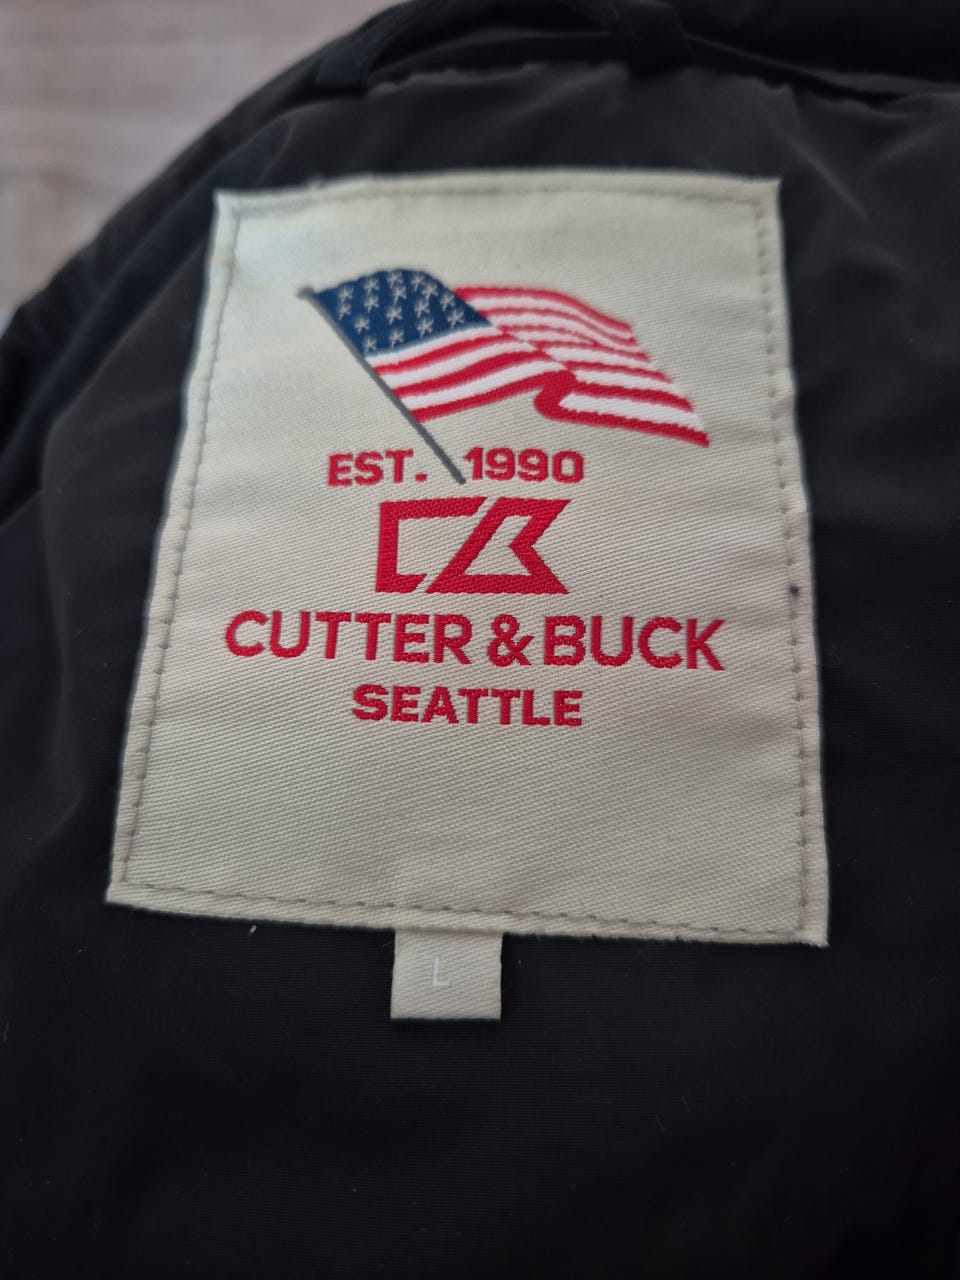 EST. 1990
CUTTER & BUCK
SEATTLE
L